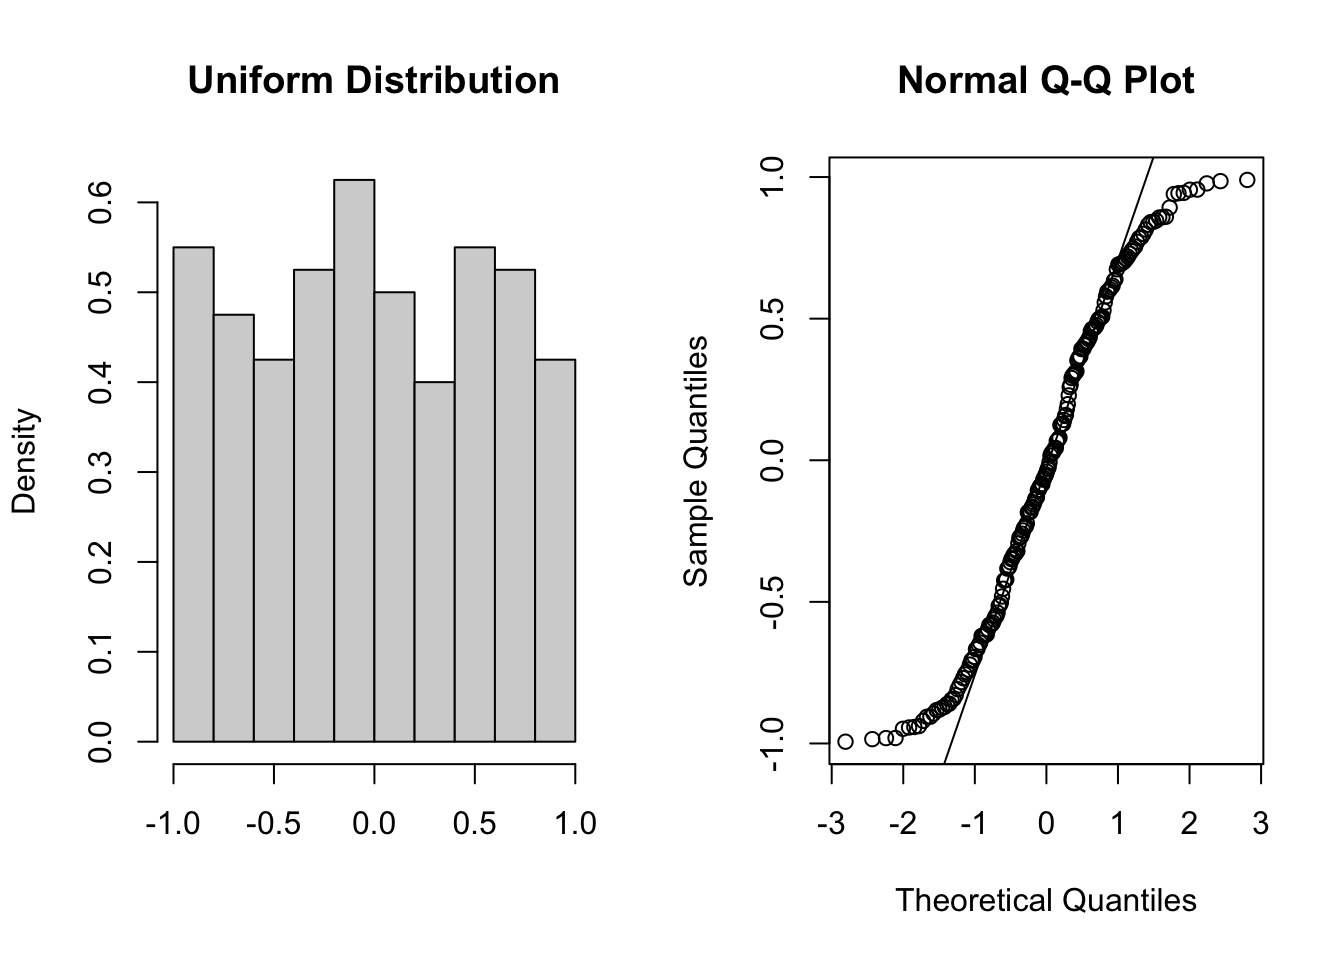 Uniform Distribution
Density
0.0 0.1 0.2 0.3 0.4 0.5 0.6
-1.0 -0.5 0.0 0.5 1.0
Normal Q-Q Plot
Sample Quantiles
-1.0 -0.5 0.0 0.5 1.0
-3 -2 -1 0 1 2 3
Theoretical Quantiles